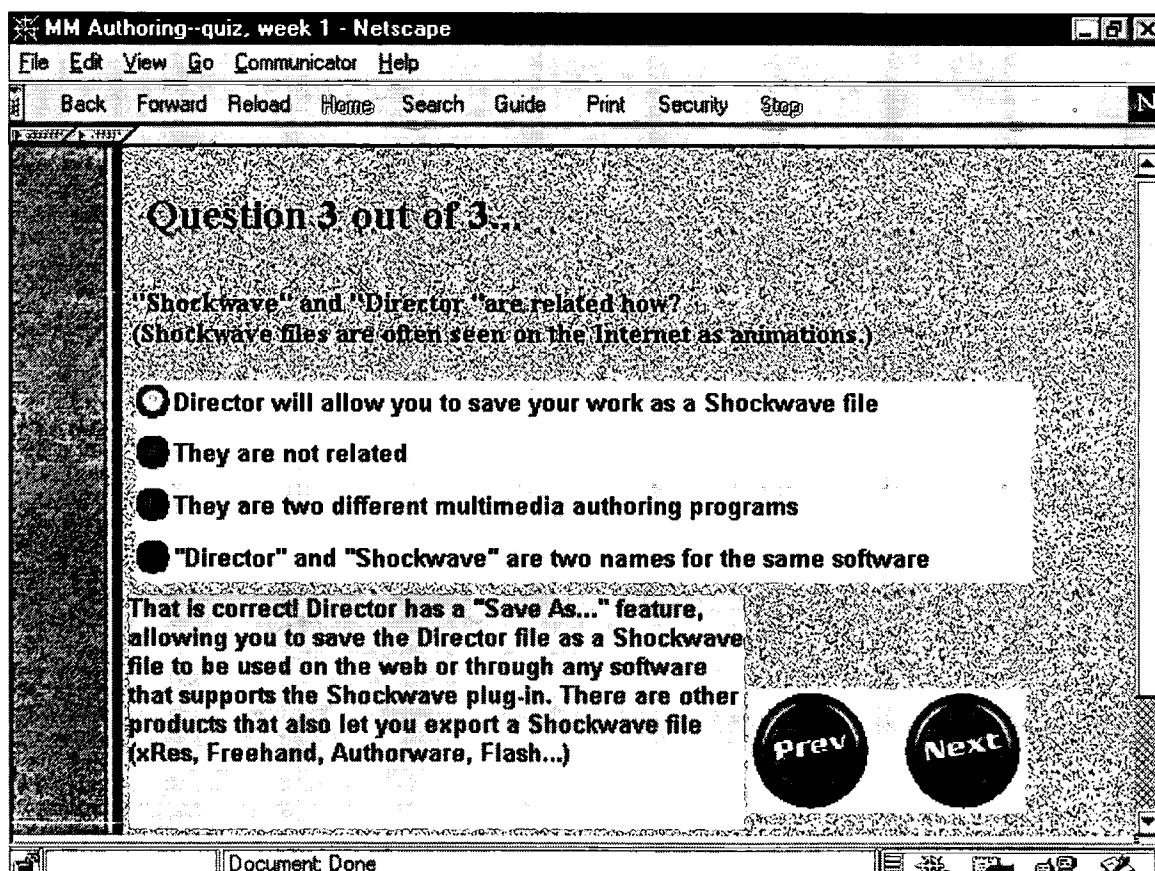 MM Authoring--quiz, week 1 - Netscape
File Edit View Go Communicator Help
Back Forward Reload Home Search Guide Print Security Stop
N
Question 3 out of 3...
"Shockwave" and "Director "are related how?
(Shockwave files are often seen on the Internet as animations.)
Director will allow you to save your work as a Shockwave file
They are not related
They are two different multimedia authoring programs
"Director" and "Shockwave" are two names for the same software
That is correct! Director has a "Save As..." feature,
allowing you to save the Director file as a Shockwave
file to be used on the web or through any software
that supports the Shockwave plug-in. There are other
products that also let you export a Shockwave file
(xRes, Freehand, Authorware, Flash...)
Prev Next
Document Done